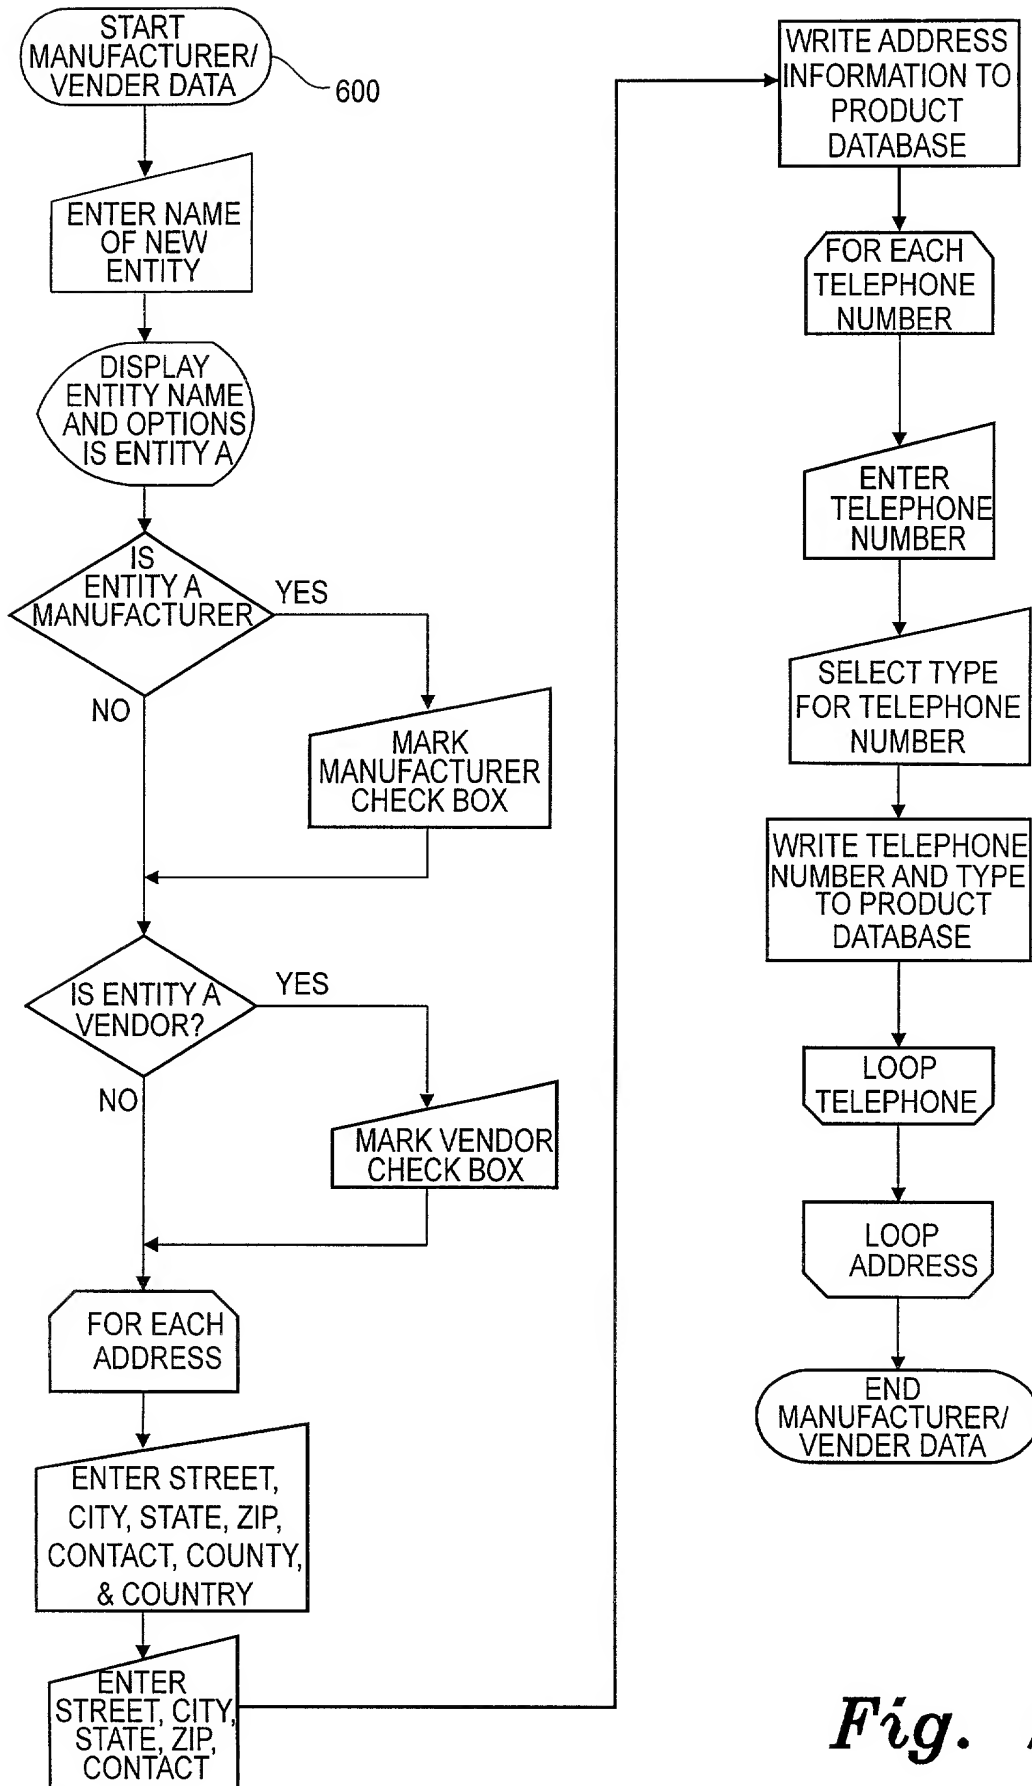 START
MANUFACTURER/
VENDER DATA
600
ENTER NAME
OF NEW
ENTITY
DISPLAY
ENTITY NAME
AND OPTIONS
IS ENTITY A
IS
ENTITY A
MANUFACTURER
YES
NO
MARK
MANUFACTURER
CHECK BOX
IS ENTITY A
VENDOR?
YES
NO
MARK VENDOR
CHECK BOX
FOR EACH
ADDRESS
ENTER STREET,
CITY, STATE, ZIP,
CONTACT, COUNTY,
& COUNTRY
ENTER
STREET, CITY,
STATE, ZIP,
CONTACT
WRITE ADDRESS
INFORMATION TO
PRODUCT
DATABASE
FOR EACH
TELEPHONE
NUMBER
ENTER
TELEPHONE
NUMBER
SELECT TYPE
FOR TELEPHONE
NUMBER
WRITE TELEPHONE
NUMBER AND TYPE
TO PRODUCT
DATABASE
LOOP
TELEPHONE
LOOP
ADDRESS
END
MANUFACTURER/
VENDER DATA
Fig.